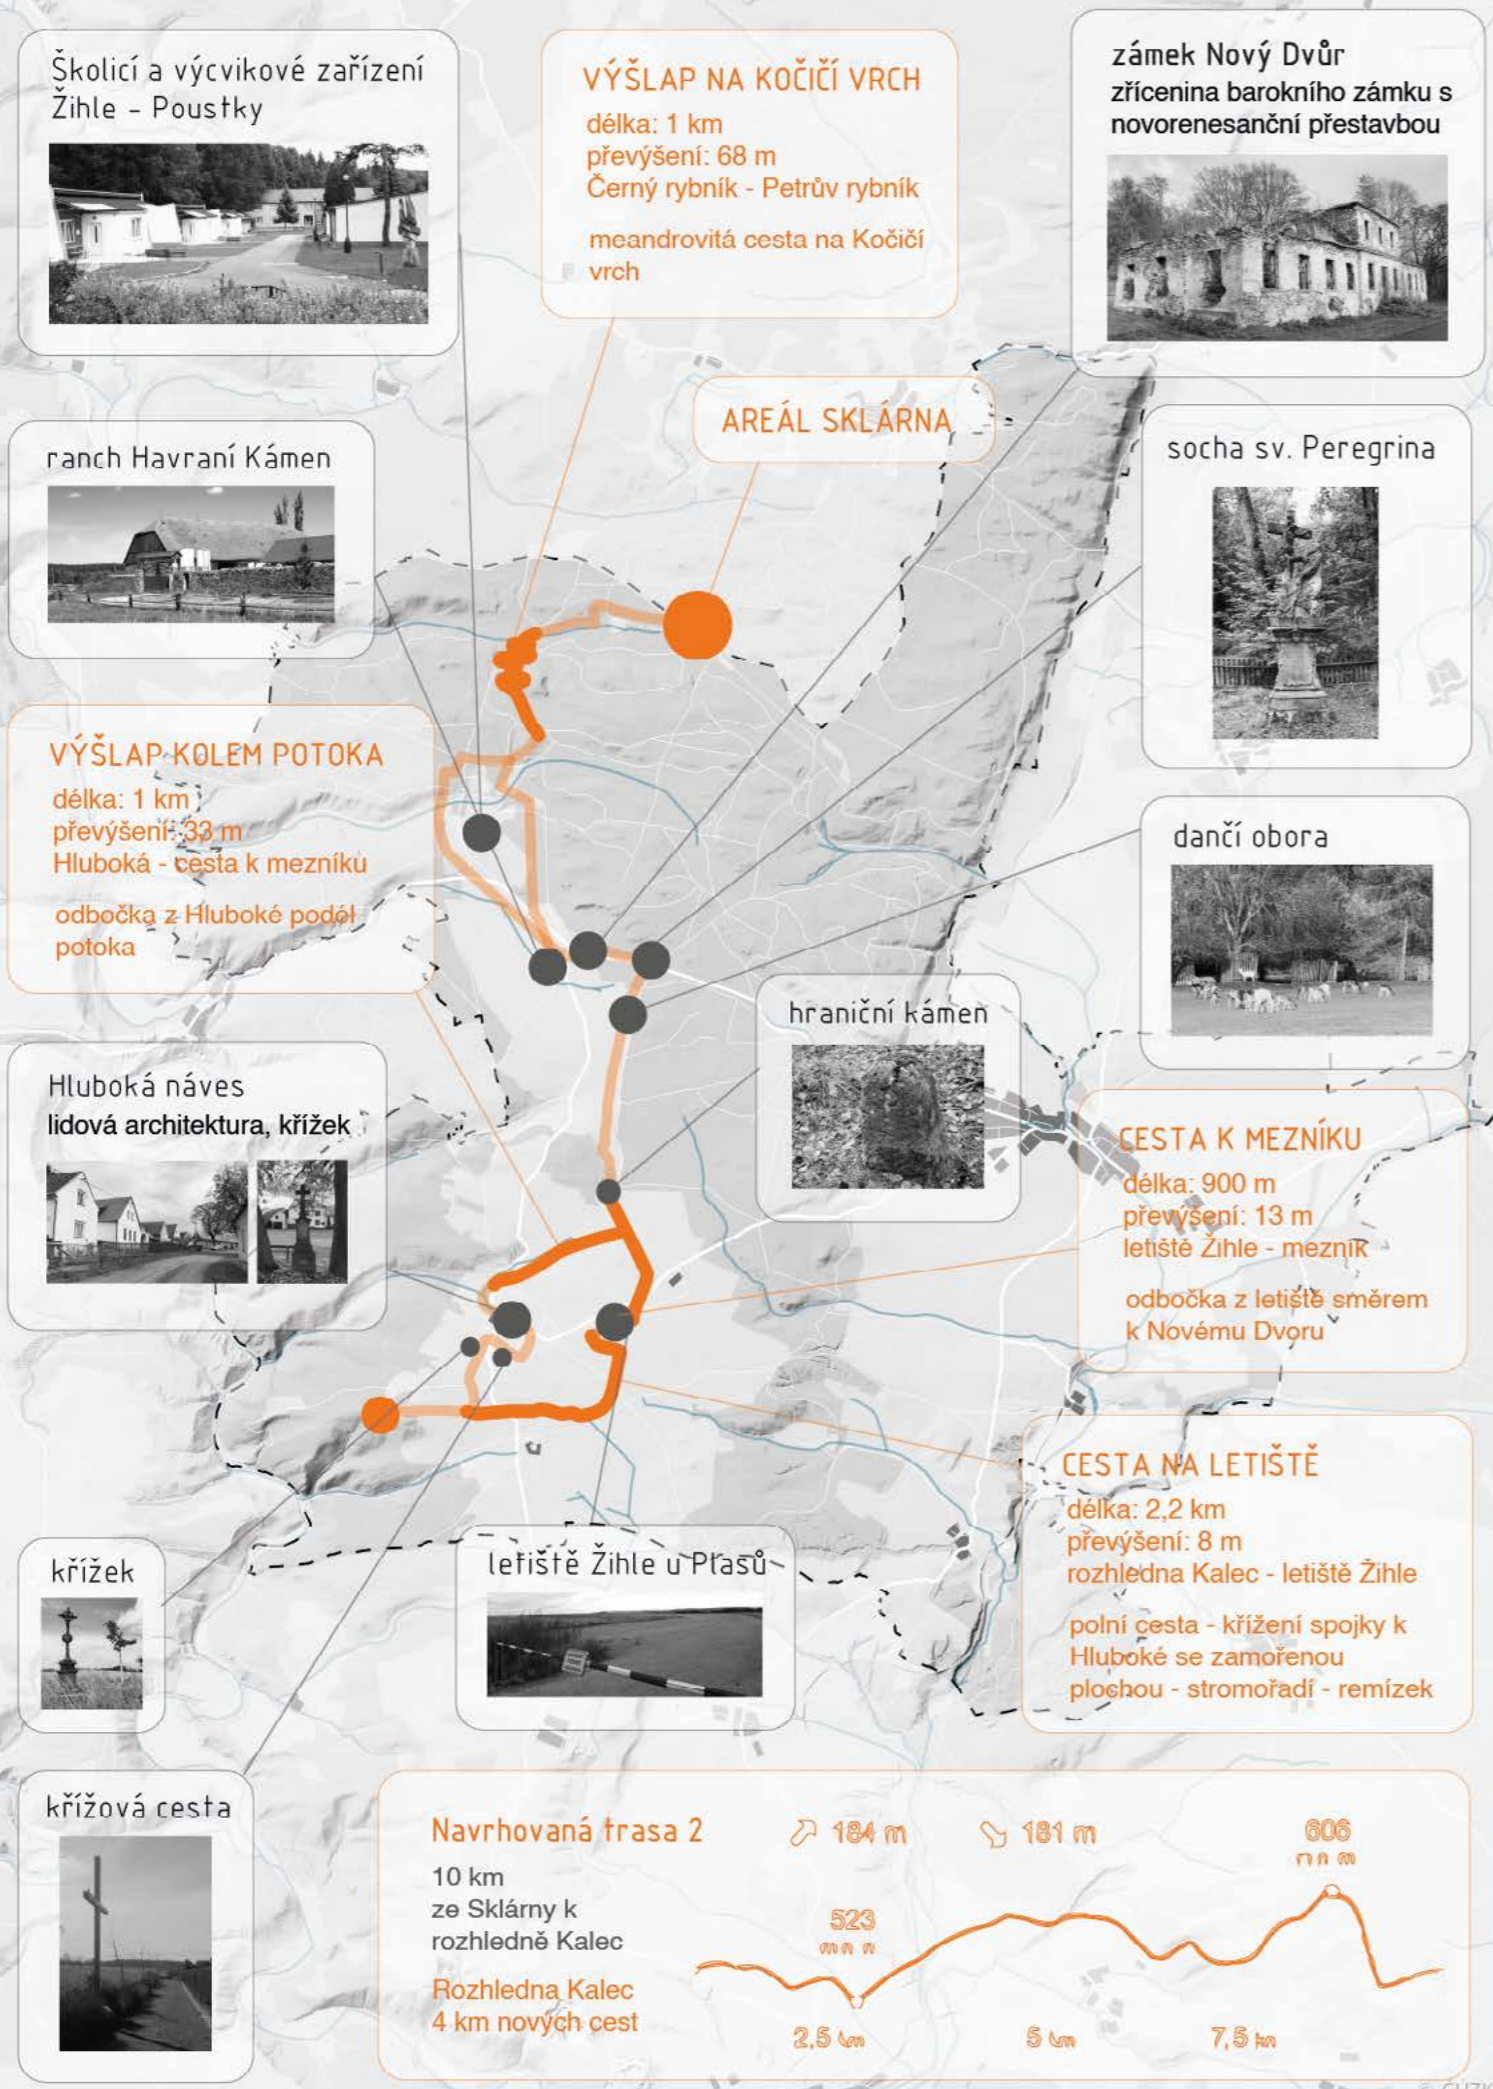 Školicí a výcvikové zařízení
Žihle - Poustky
VÝŠLAP NA KOČIČÍ VRCH
délka: 1 km
převýšení: 68 m
Černý rybník - Petrův rybník
meandrovitá cesta na Kočičí
vrch
zámek Nový Dvůr
zřícenina barokního zámku s
novorenesanční přestavbou
AREÁL SKLÁRNA
ranch Havraní Kámen
socha sv. Peregrina
VÝŠLAP KOLEM POTOKA
délka: 1 km
převýšení: 33 m
Hluboká - cesta k mezníku
odbočka z Hluboké podél
potoka
dančí obora
hraniční kámen
Hluboká náves
lidová architektura, křížek
CESTA K MEZNÍKU
délka: 900 m
převýšení: 13 m
letiště Žihle - mezník
odbočka z letiště směrem
k Novému Dvoru
CESTA NA LETIŠTĚ
délka: 2,2 km
převýšení: 8 m
rozhledna Kalec - letiště Žihle
polní cesta - křížení spojky k
Hluboké se zamořenou
plochou - stromořadí - remízek
křížek
letiště Žihle u Plasů
křížová cesta
Navrhovaná trasa 2
10 km
ze Sklárny k
rozhledně Kalec
Rozhledna Kalec
4 km nových cest
184 m
181 m
606
m n m
523
m n m
2,5 km
5 km
7,5 km